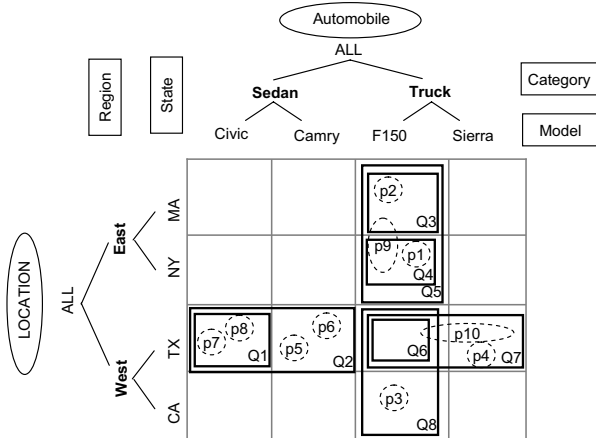 Automobile
ALL
Region
State
Sedan
Truck
Category
Civic
Camry
F150
Sierra
Model
LOCATION
ALL
East
West
MA
NY
TX
CA
p2
Q3
p9
p1
Q4
Q5
p7
p8
Q1
p5
p6
Q2
Q6
p10
p4
Q7
p3
Q8